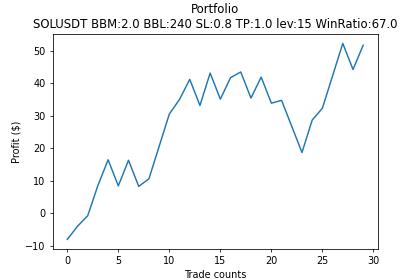 Portfolio
SOLUSDT BBM:2.0 BBL:240 SL:0.8 TP:1.0 lev:15 WinRatio:67.0
50
40
30
20
10
0
−10
Profit ($)
0 5 10 15 20 25 30
Trade counts